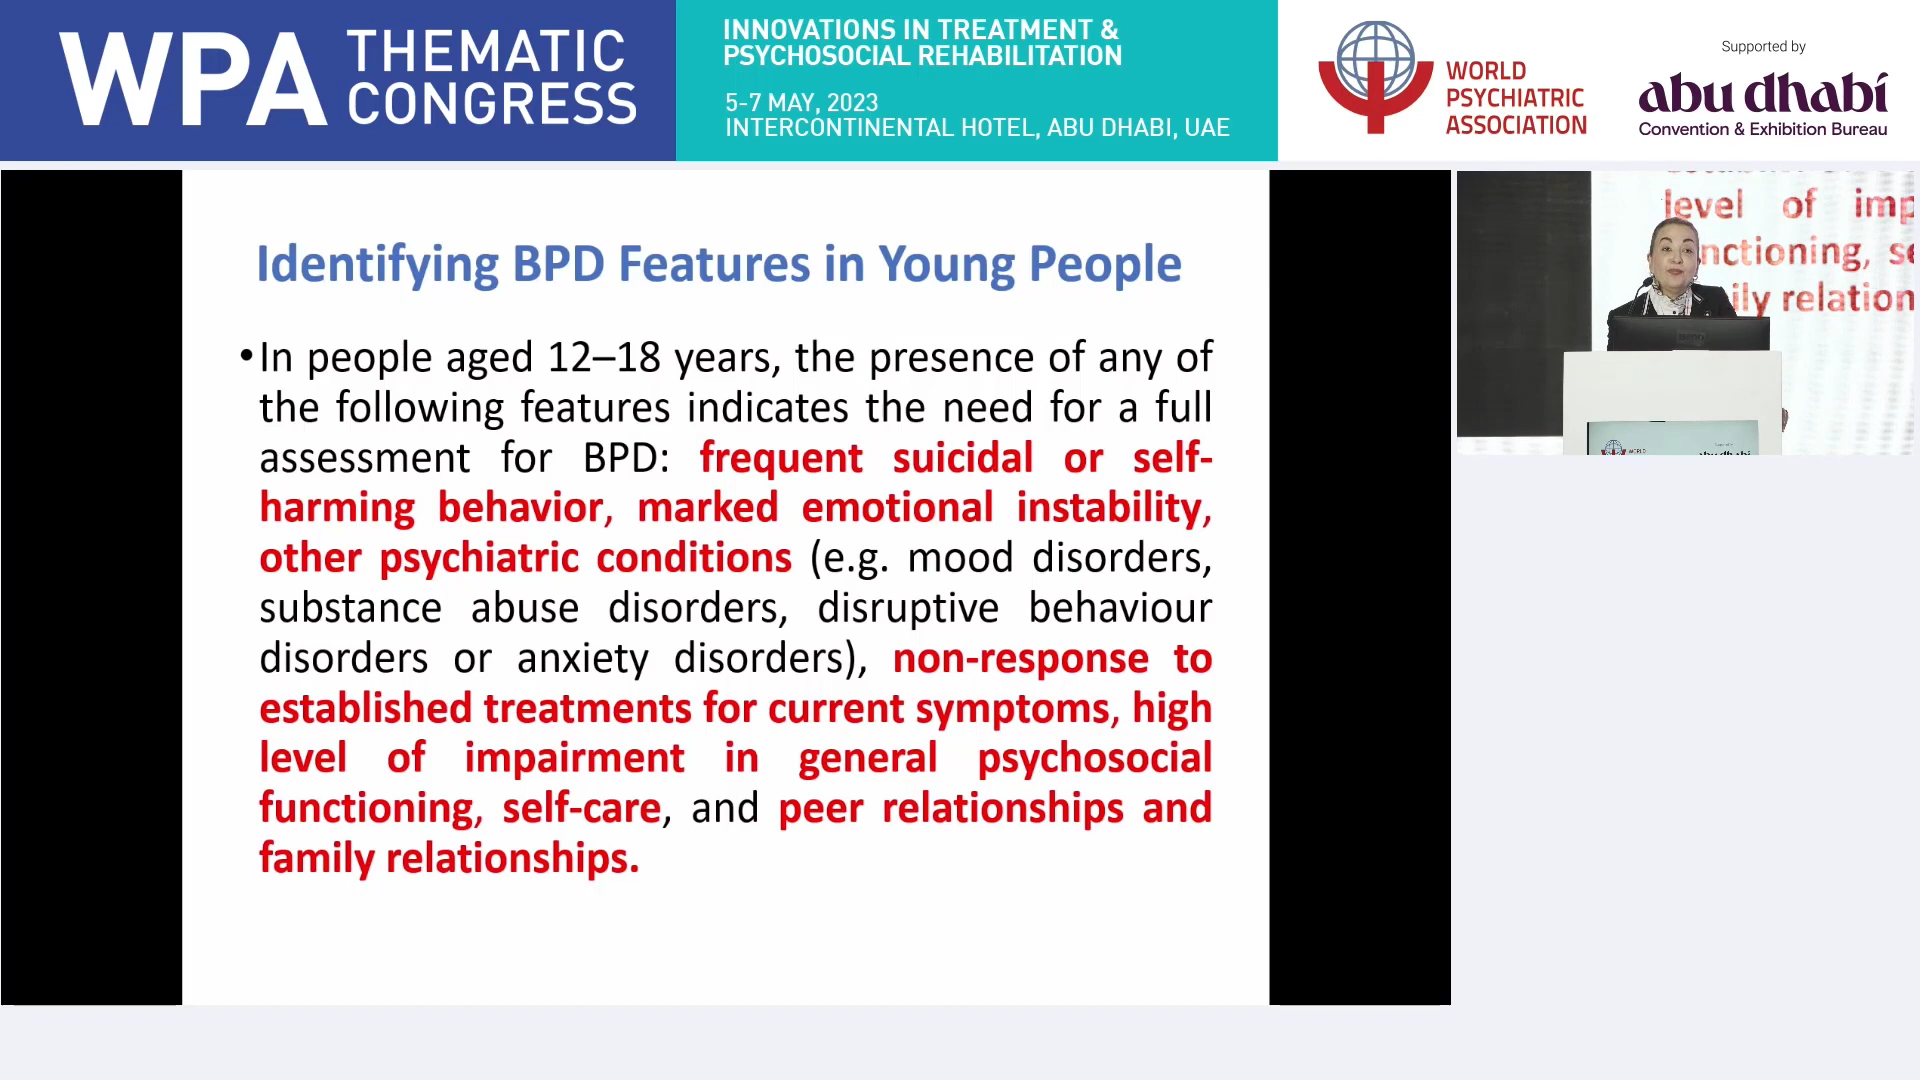 WPA THEMATIC
CONGRESS
INNOVATIONS IN TREATMENT &
PSYCHOSOCIAL REHABILITATION
5-7 MAY, 2023
INTERCONTINENTAL HOTEL, ABU DHABI, UAE
WORLD
PSYCHIATRIC
ASSOCIATION
Supported by
abu dhabi
Convention & Exhibition Bureau
Identifying BPD Features in Young People
•In people aged 12–18 years, the presence of any of
the following features indicates the need for a full
assessment for BPD: frequent suicidal or self-
harming behavior, marked emotional instability,
other psychiatric conditions (e.g. mood disorders,
substance abuse disorders, disruptive behaviour
disorders or anxiety disorders), non-response to
established treatments for current symptoms, high
level of impairment in general psychosocial
functioning, self-care, and peer relationships and
family relationships.
level of imp
nctioning, se
ily relation
WORLD